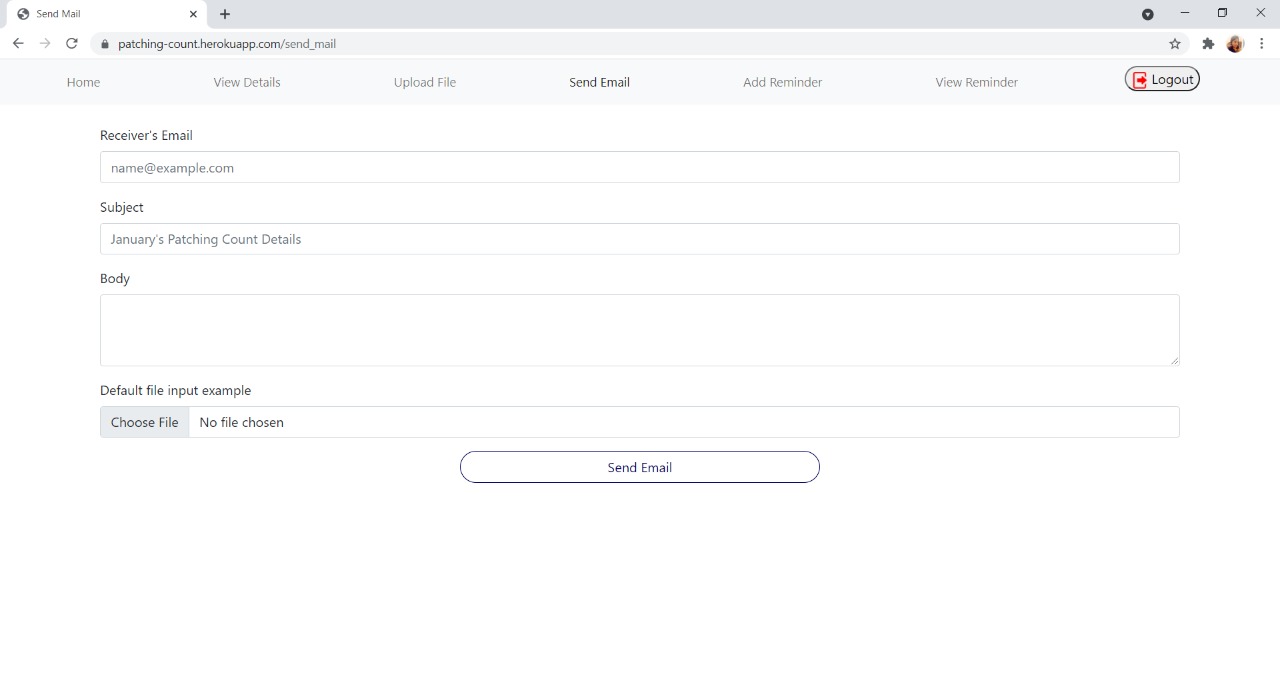 Send Mail
patching-count.herokuapp.com/send_mail
Home View Details Upload File Send Email Add Reminder View Reminder Logout
Receiver's Email
name@example.com
Subject
January's Patching Count Details
Body
Default file input example
Choose File No file chosen
Send Email